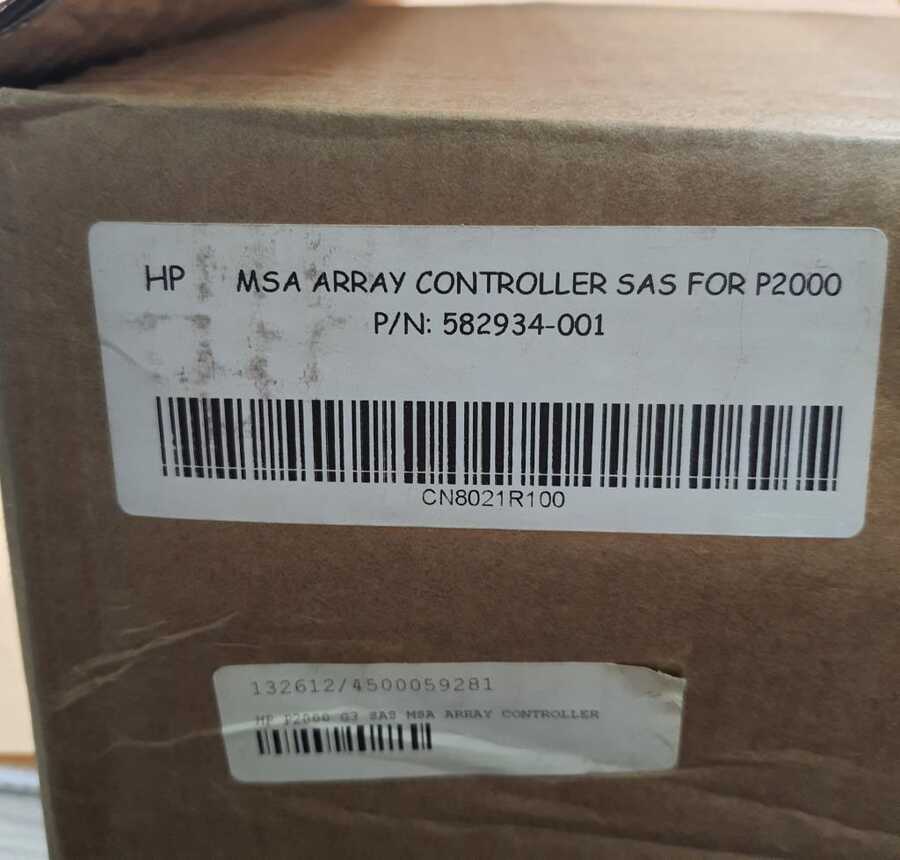 HP MSA ARRAY CONTROLLER SAS FOR P2000
P/N: 582934-001
CN8021R100
132612/4500059281
HP P2000 G3 SAS MSA ARRAY CONTROLLER